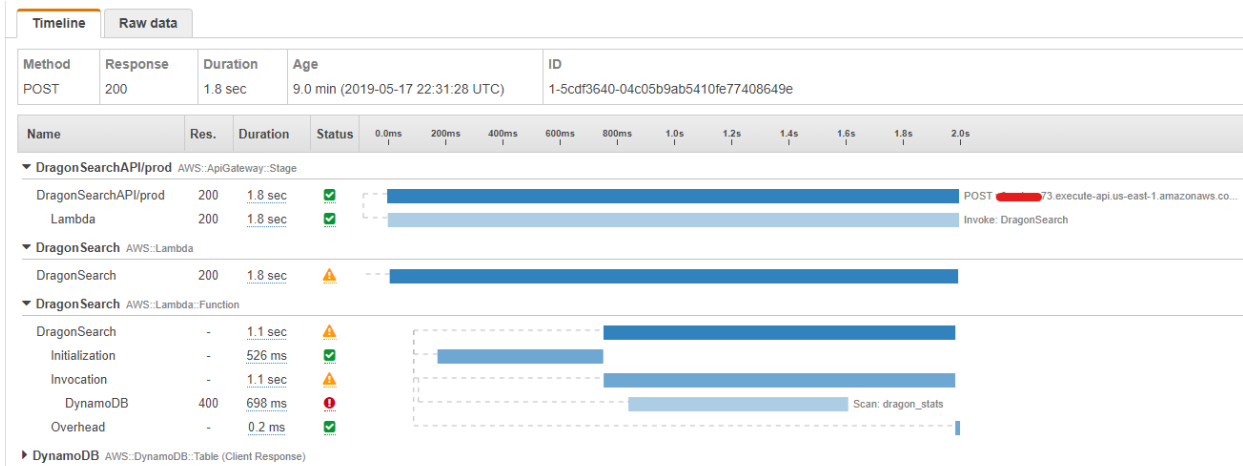 Timeline Raw data
Method Response Duration Age ID
POST 200 1.8 sec 9.0 min (2019-05-17 22:31:28 UTC) 1-5cdf3640-04c05b9ab5410fe77408649e
Name Res. Duration Status 0.0ms 200ms 400ms 600ms 800ms 1.0s 1.2s 1.4s 1.6s 1.8s 2.0s
DragonSearchAPI/prod AWS::ApiGateway::Stage
DragonSearchAPI/prod 200 1.8 sec POST 73.execute-api.us-east-1.amazonaws.co...
Lambda 200 1.8 sec Invoke: DragonSearch
DragonSearch AWS::Lambda
DragonSearch 200 1.8 sec
DragonSearch AWS::Lambda::Function
DragonSearch - 1.1 sec
Initialization - 526 ms
Invocation - 1.1 sec
DynamoDB 400 698 ms Scan: dragon_stats
Overhead - 0.2 ms
DynamoDB AWS::DynamoDB::Table (Client Response)